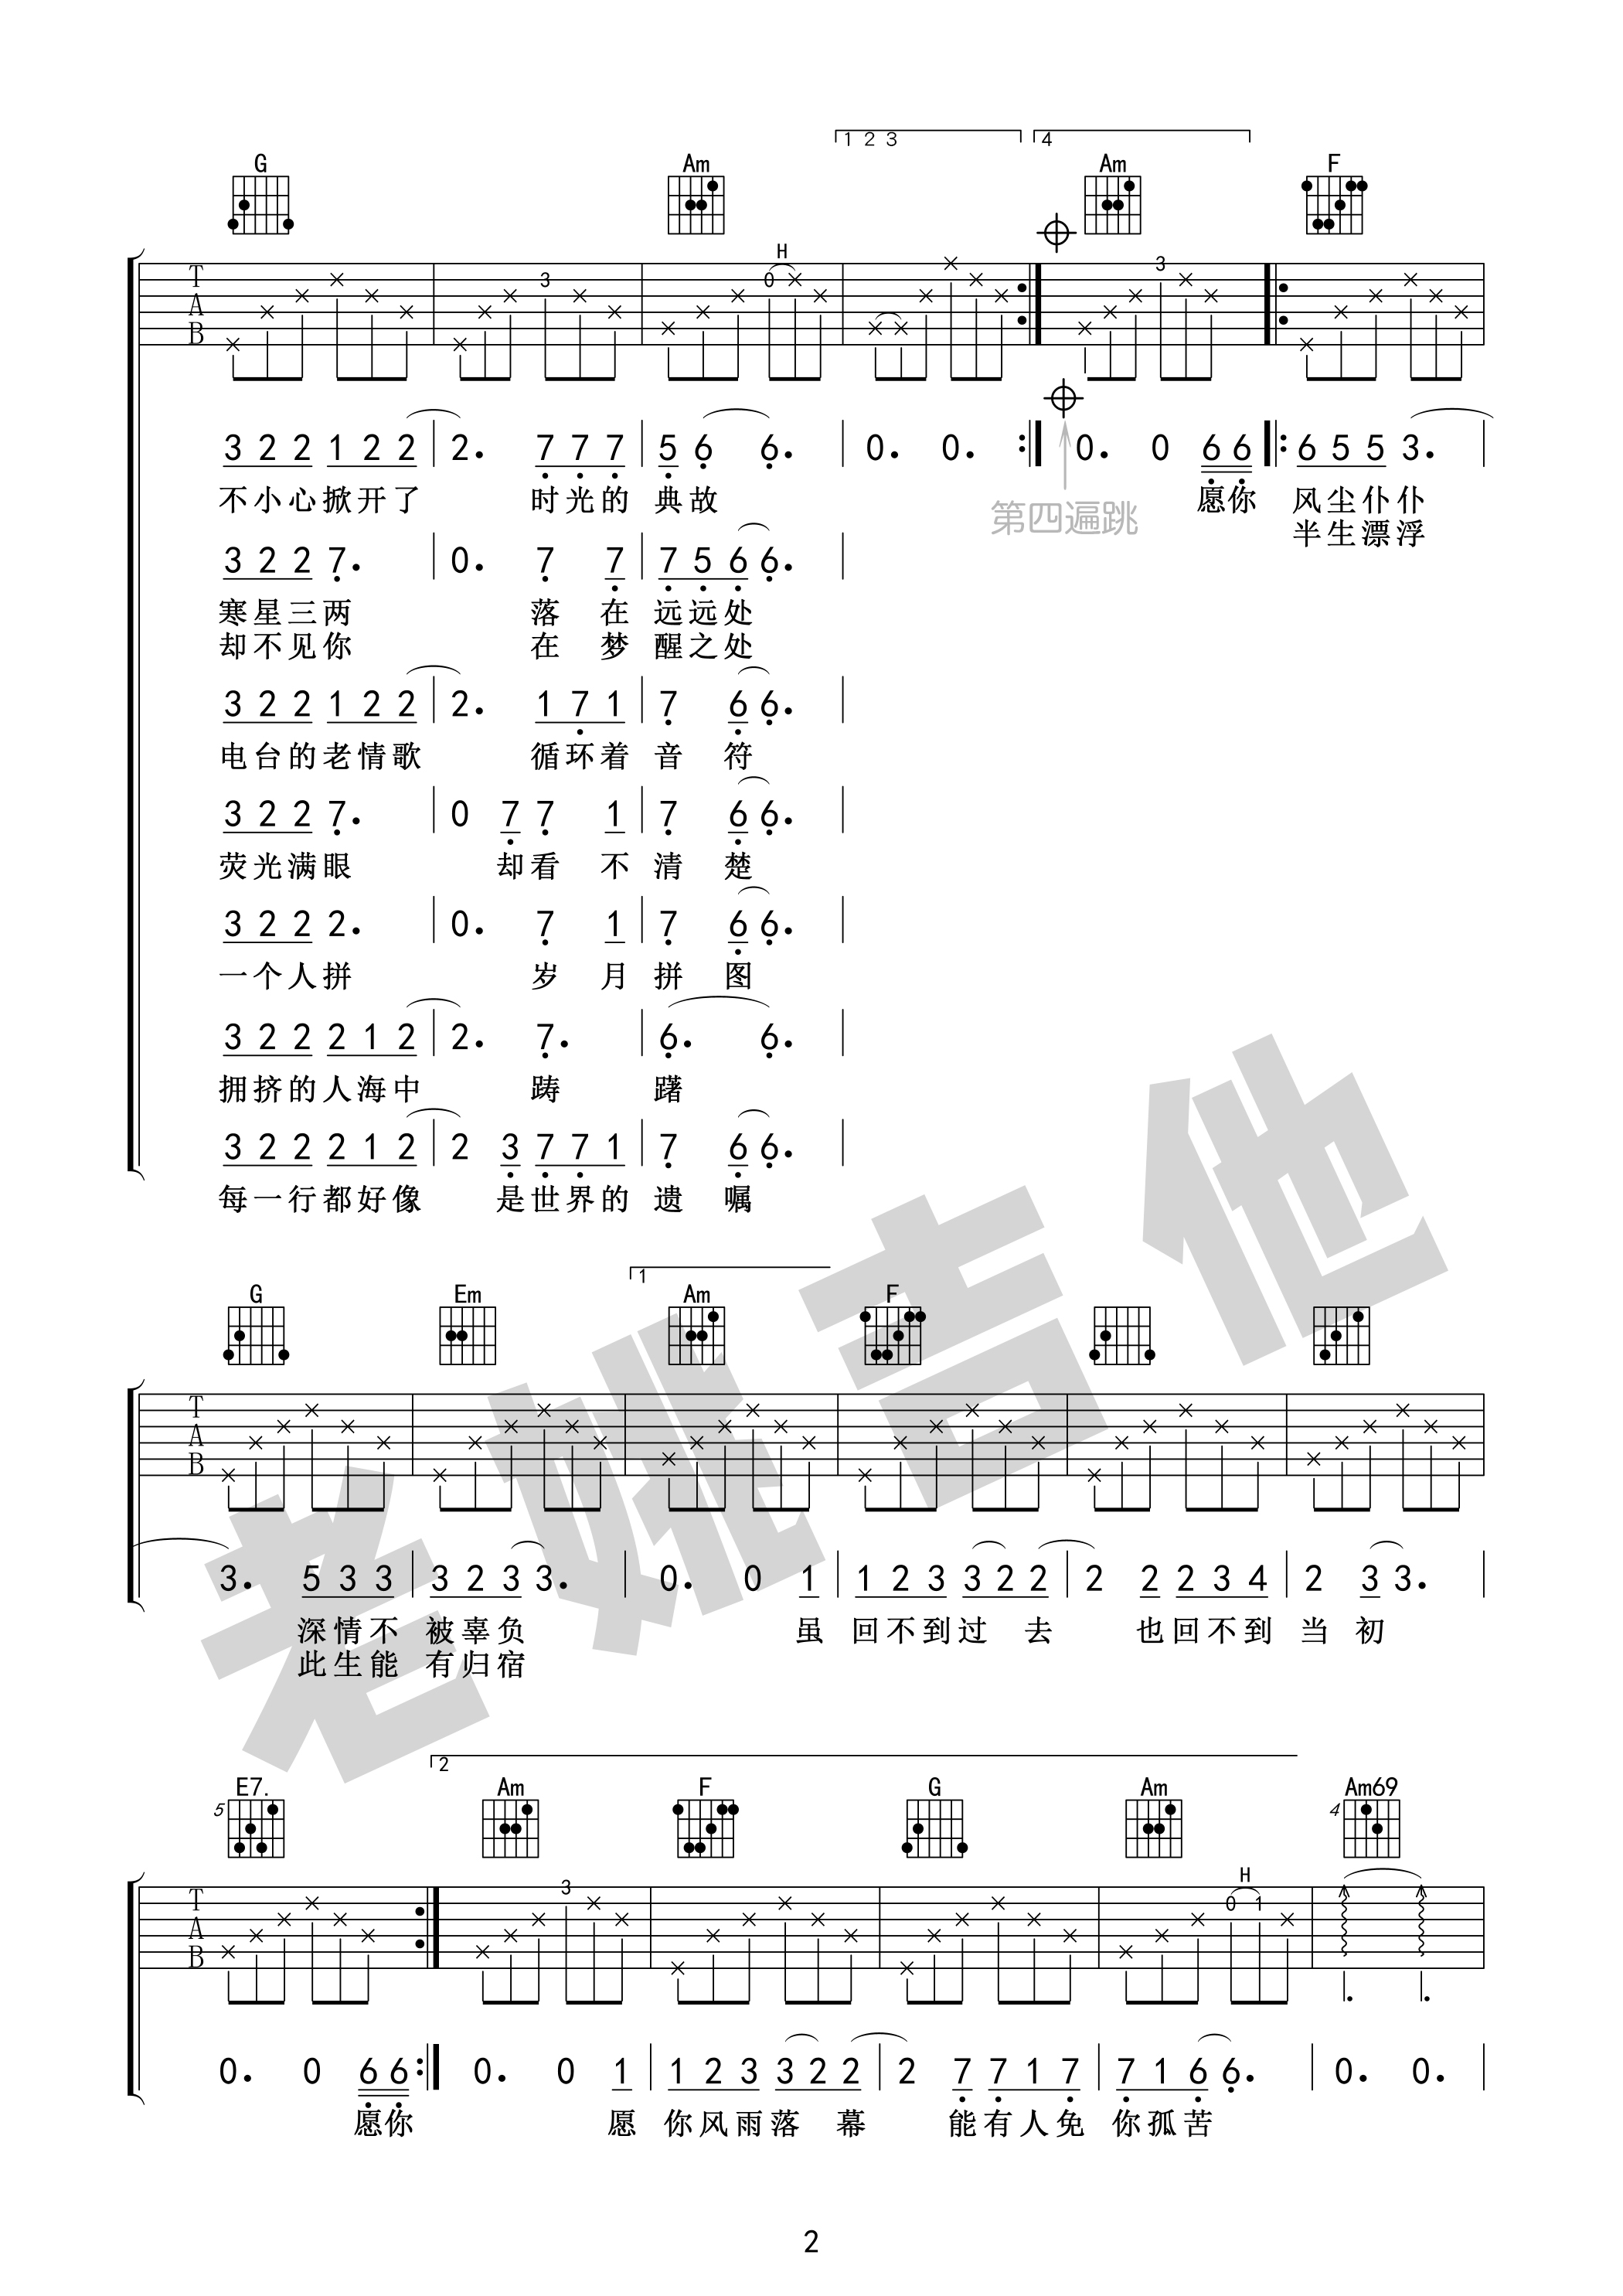 1 2 3 4
G Am Am F
H
T 3 0 3
A
B
3 2 2 1 2 2 2. 7 7 7 5 6 6. 0. 0. 0. 0 6 6 6 5 5 3.
不小心掀开了 时光的 典故 第四遍跳 愿你 风尘仆仆
半生漂浮
3 2 2 7. 0. 7 7 7 5 6 6.
寒星三两 落 在 远远处
却不见你 在 梦 醒之处
3 2 2 1 2 2 2. 1 7 1 7 6 6.
电台的老情歌 循环着 音 符
3 2 2 7. 0 7 7 1 7 6 6.
荧光满眼 却看 不 清 楚
3 2 2 2. 0. 7 1 7 6 6.
一个人拼 岁 月 拼 图
3 2 2 2 1 2 2. 7. 6. 6.
拥挤的人海中 踌 躇
3 2 2 2 1 2 2 3 7 7 1 7 6 6.
每一行都好像 是世界的 遗 嘱
1
G Em Am F
T
A
B
3. 5 3 3 3 2 3 3. 0. 0 1 1 2 3 3 2 2 2 2 2 3 4 2 3 3.
深情不 被辜负 虽 回不到过 去 也回不到 当 初
此生能 有归宿
2
E7. Am F G Am Am69
5 4
H
T 3 0 1
A
B
0. 0 6 6 0. 0 1 1 2 3 3 2 2 2 7 7 1 7 7 1 6 6. 0. 0.
愿你 愿 你风雨落 幕 能有人免 你孤苦
老姚吉他
2